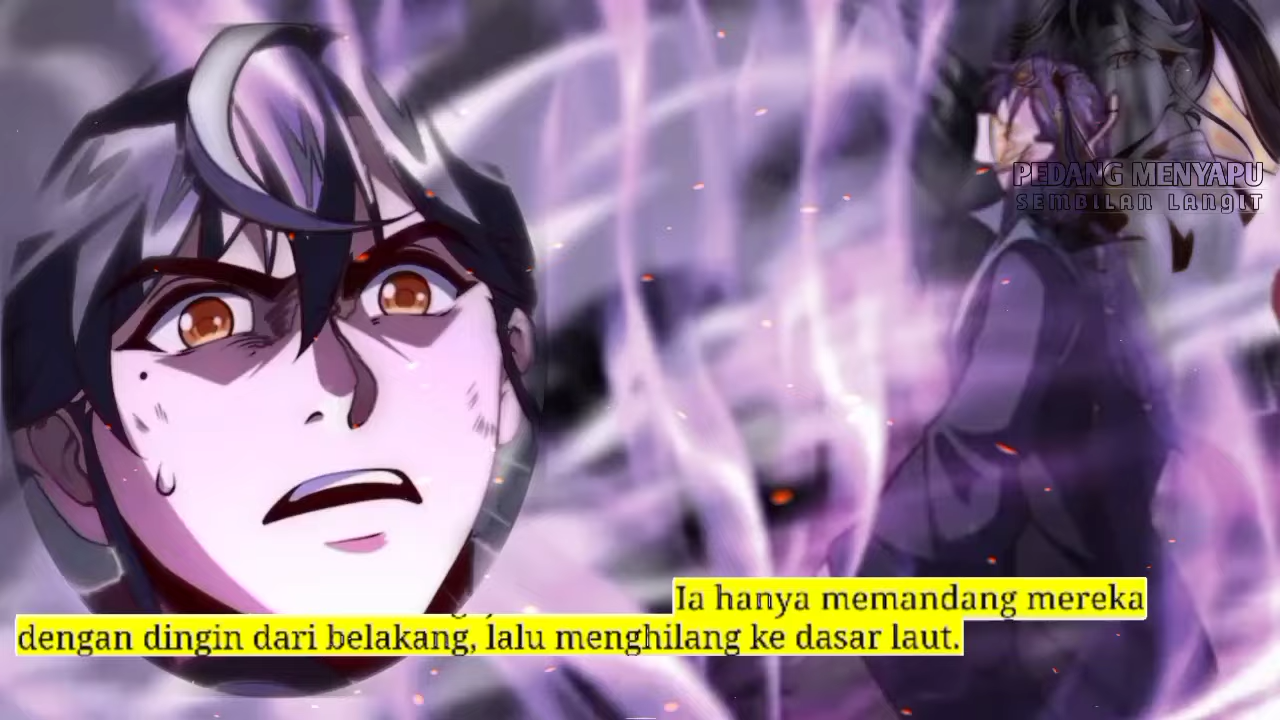 PEDANG MENYAPU
SEMBILAN LANGIT
Ia hanya memandang mereka
dengan dingin dari belakang, lalu menghilang ke dasar laut.